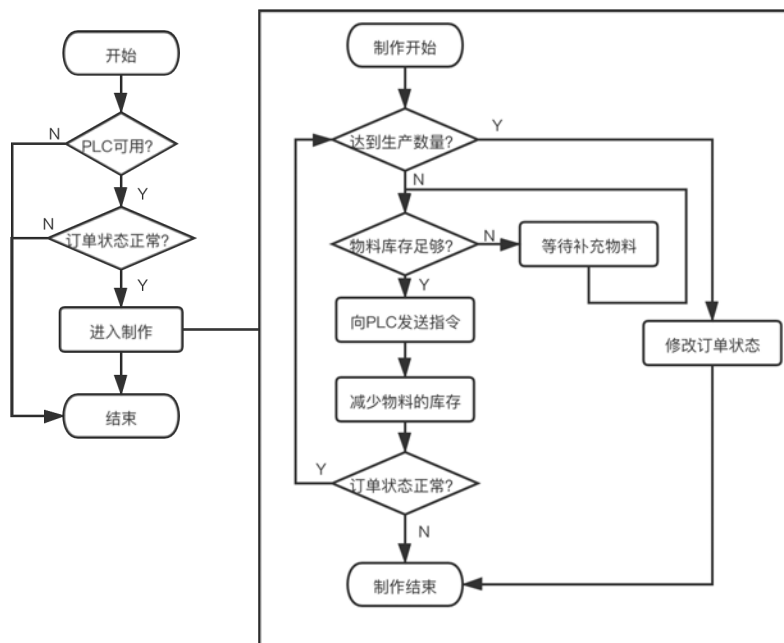 开始
N
PLC可用?
Y
N
订单状态正常?
Y
进入制作
结束
制作开始
达到生产数量?
Y
N
物料库存足够?
N
等待补充物料
Y
向PLC发送指令
修改订单状态
减少物料的库存
Y
订单状态正常?
N
制作结束